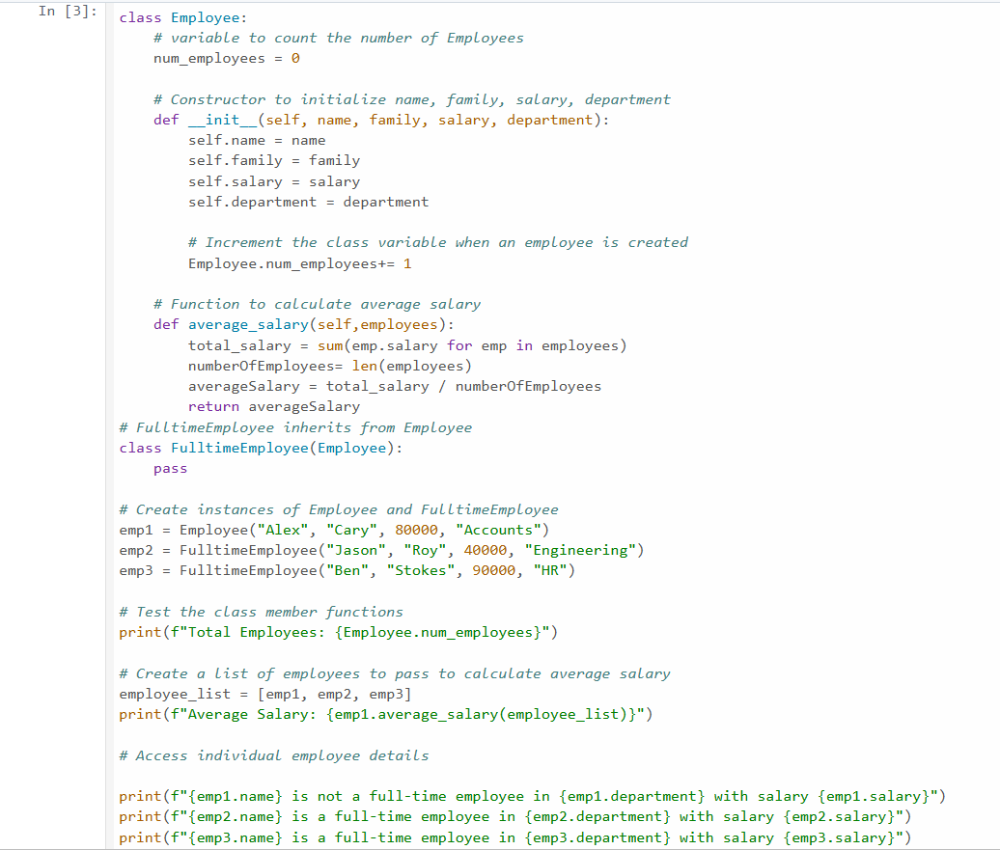 In [3]:
class Employee:
    # variable to count the number of Employees
    num_employees = 0

    # Constructor to initialize name, family, salary, department
    def __init__(self, name, family, salary, department):
        self.name = name
        self.family = family
        self.salary = salary
        self.department = department

        # Increment the class variable when an employee is created
        Employee.num_employees+= 1

    # Function to calculate average salary
    def average_salary(self,employees):
        total_salary = sum(emp.salary for emp in employees)
        numberOfEmployees= len(employees)
        averageSalary = total_salary / numberOfEmployees
        return averageSalary
# FulltimeEmployee inherits from Employee
class FulltimeEmployee(Employee):
    pass

# Create instances of Employee and FulltimeEmployee
emp1 = Employee("Alex", "Cary", 80000, "Accounts")
emp2 = FulltimeEmployee("Jason", "Roy", 40000, "Engineering")
emp3 = FulltimeEmployee("Ben", "Stokes", 90000, "HR")

# Test the class member functions
print(f"Total Employees: {Employee.num_employees}")

# Create a list of employees to pass to calculate average salary
employee_list = [emp1, emp2, emp3]
print(f"Average Salary: {emp1.average_salary(employee_list)}")

# Access individual employee details

print(f"{emp1.name} is not a full-time employee in {emp1.department} with salary {emp1.salary}")
print(f"{emp2.name} is a full-time employee in {emp2.department} with salary {emp2.salary}")
print(f"{emp3.name} is a full-time employee in {emp3.department} with salary {emp3.salary}")